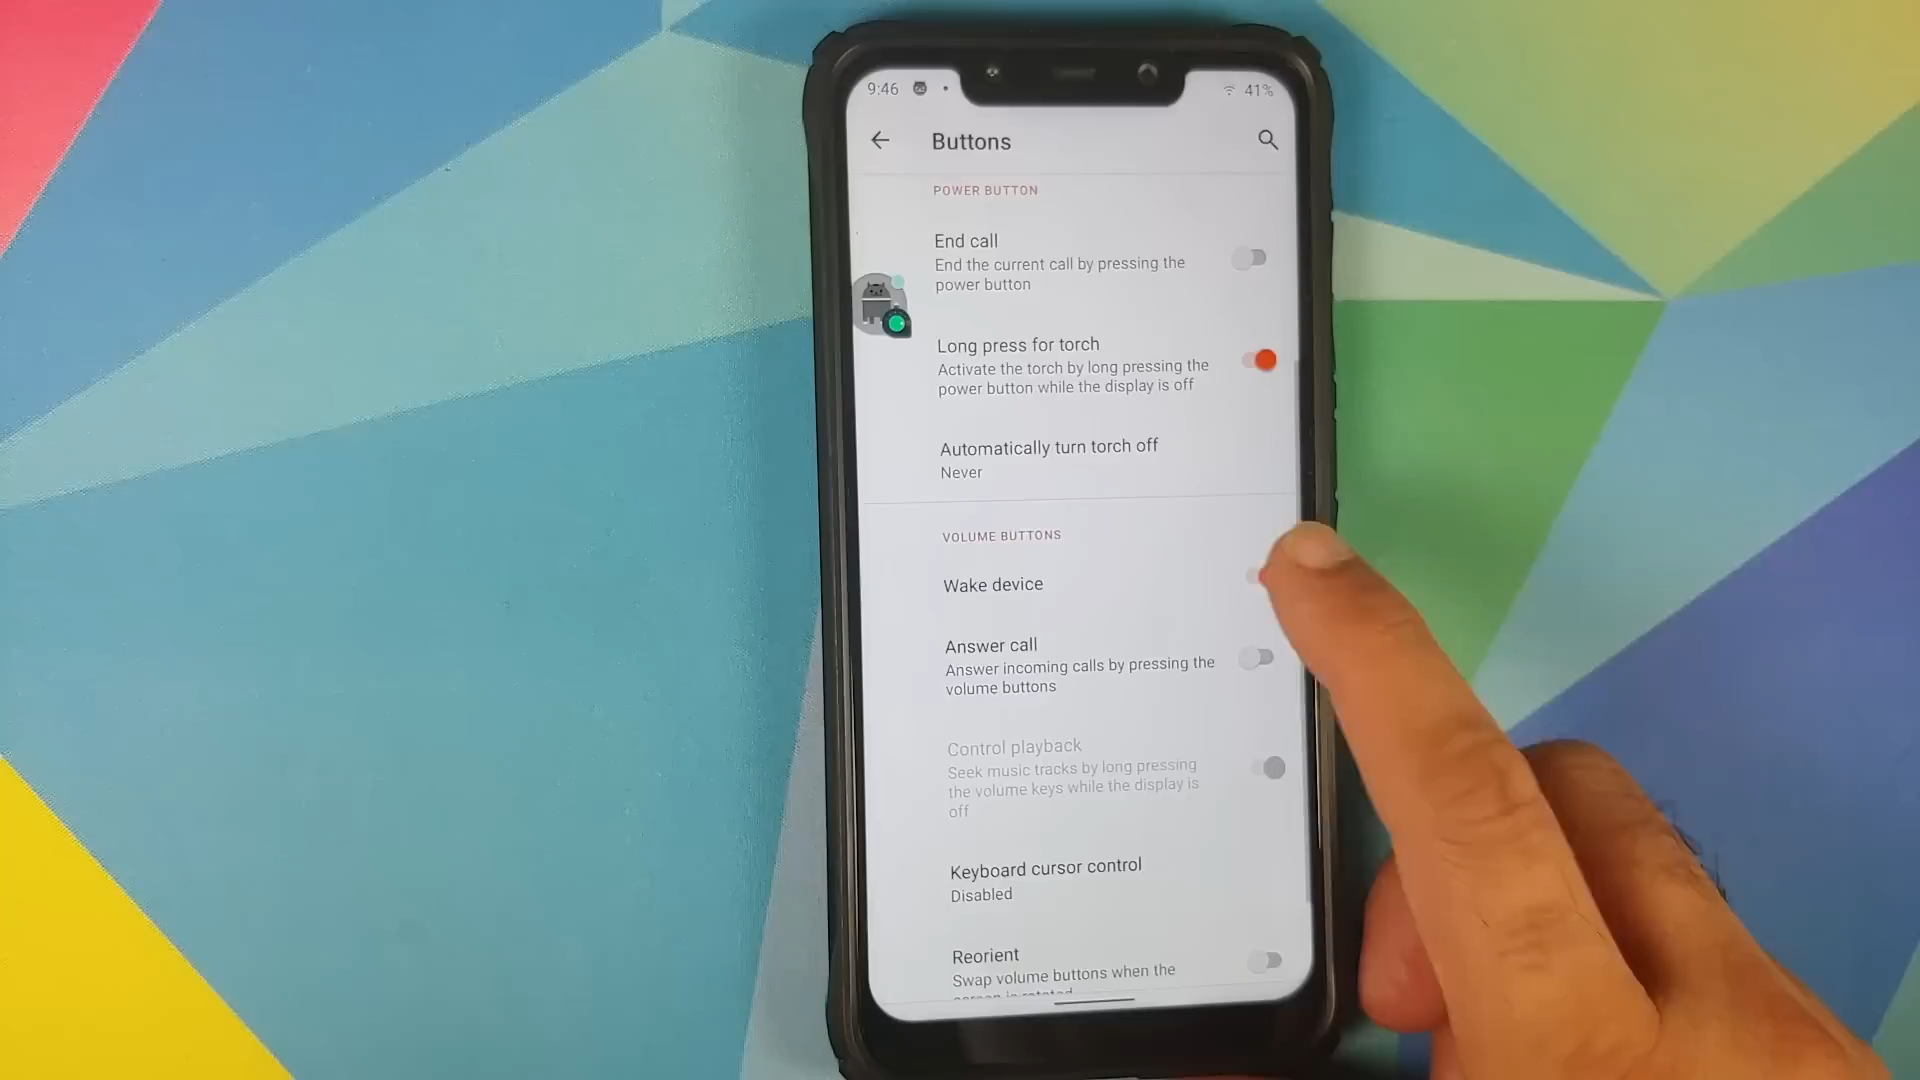 9:46
41%
Buttons
POWER BUTTON
End call
End the current call by pressing the
power button
Long press for torch
Activate the torch by long pressing the
power button while the display is off
Automatically turn torch off
Never
VOLUME BUTTONS
Wake device
Answer call
Answer incoming calls by pressing the
volume buttons
Control playback
Seek music tracks by long pressing
the volume keys while the display is
off
Keyboard cursor control
Disabled
Reorient
Swap volume buttons when the
screen is rotated